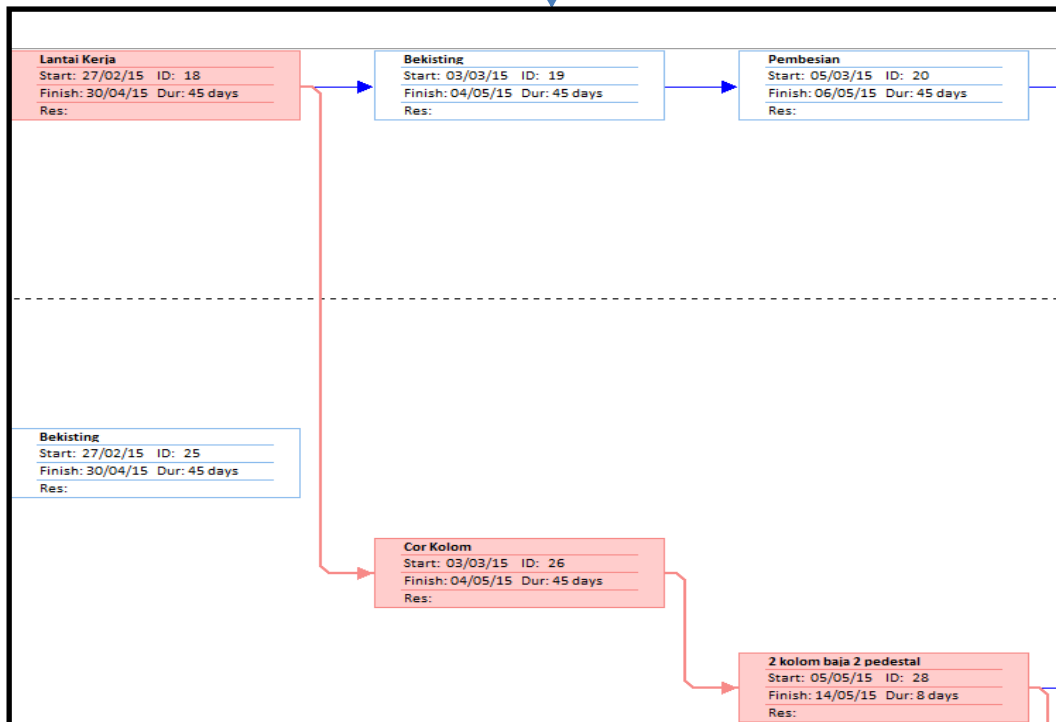 Lantai Kerja
Start: 27/02/15 ID: 18
Finish: 30/04/15 Dur: 45 days
Res:
Bekisting
Start: 03/03/15 ID: 19
Finish: 04/05/15 Dur: 45 days
Res:
Pembesian
Start: 05/03/15 ID: 20
Finish: 06/05/15 Dur: 45 days
Res:
Bekisting
Start: 27/02/15 ID: 25
Finish: 30/04/15 Dur: 45 days
Res:
Cor Kolom
Start: 03/03/15 ID: 26
Finish: 04/05/15 Dur: 45 days
Res:
2 kolom baja 2 pedestal
Start: 05/05/15 ID: 28
Finish: 14/05/15 Dur: 8 days
Res: